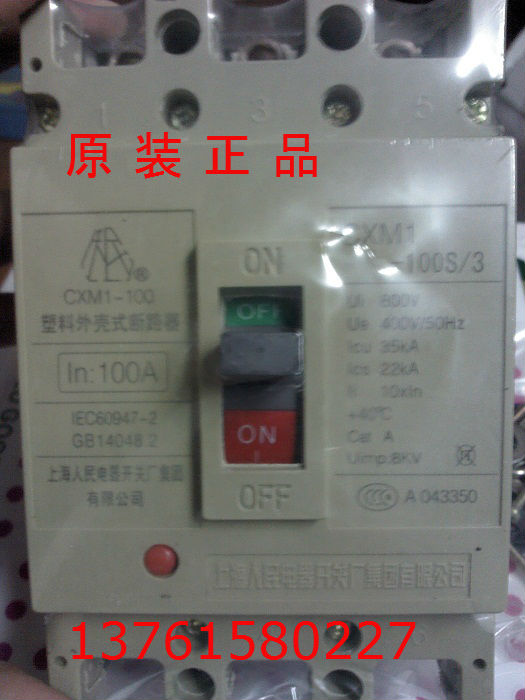 1 3 5
原装正品
®
CXM1-100
塑料外壳式断路器
In:100A
IEC60947-2
GB14048.2
上海人民电器开关厂集团
有限公司
ON
OFF
ON
OFF
CXM1
-100S/3
Ui 800V
Ue 400V/50Hz
Icu 35kA
Ics 22kA
Ii 10xIn
+40℃
Cat A
Uimp:8KV
CCC A 043350
上海人民电器开关厂集团有限公司
13761580227